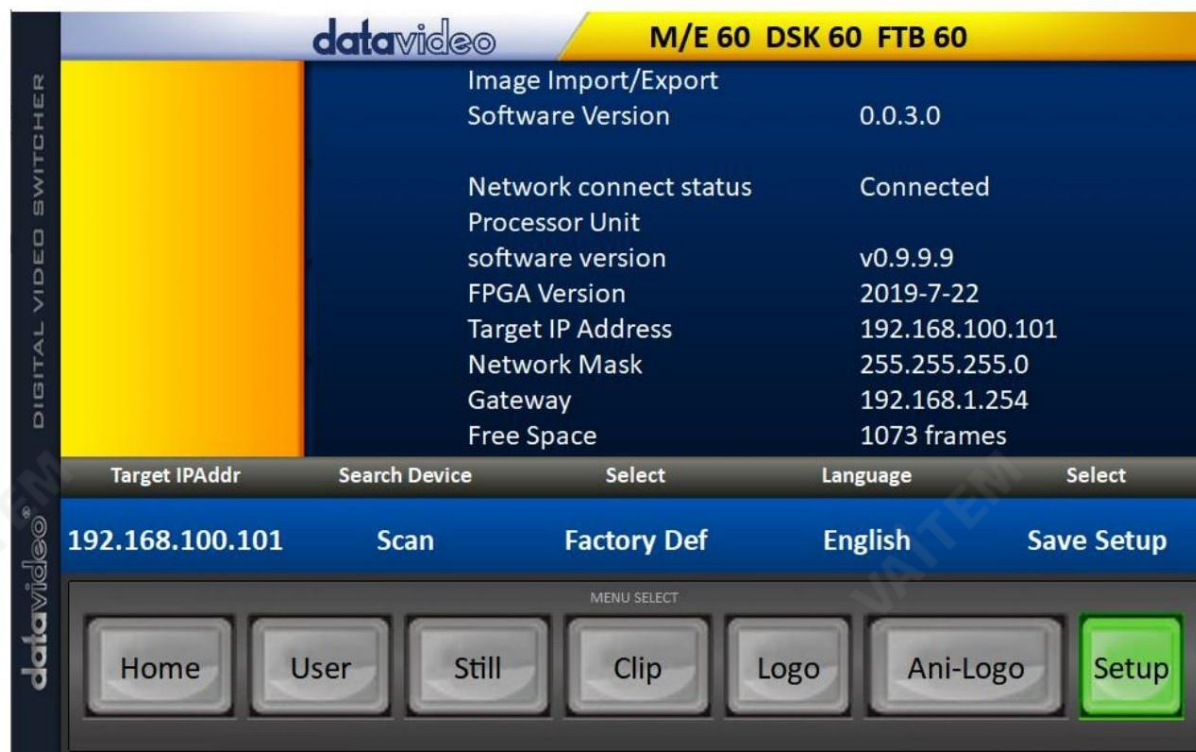 datavideo M/E 60 DSK 60 FTB 60
DIGITAL VIDEO SWITCHER
Image Import/Export
Software Version 0.0.3.0
Network connect status Connected
Processor Unit
software version v0.9.9.9
FPGA Version 2019-7-22
Target IP Address 192.168.100.101
Network Mask 255.255.255.0
Gateway 192.168.1.254
Free Space 1073 frames
Target IPAddr Search Device Select Language Select
192.168.100.101 Scan Factory Def English Save Setup
datavideo®
MENU SELECT
Home User Still Clip Logo Ani-Logo Setup
VAITEM